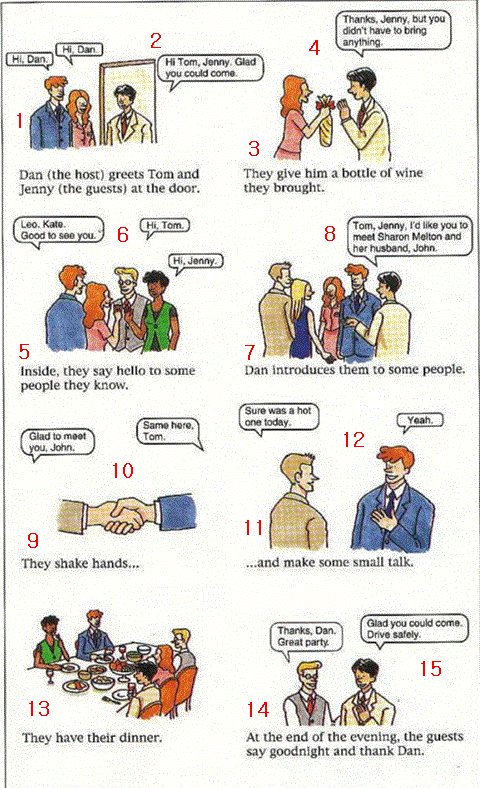 Hi, Dan.
Hi, Dan.
2
Hi Tom, Jenny. Glad
you could come.
1
Dan (the host) greets Tom and
Jenny (the guests) at the door.
4
Thanks, Jenny, but you
didn't have to bring
anything.
3
They give him a bottle of wine
they brought.
Leo. Kate.
Good to see you.
6
Hi, Tom.
Hi, Jenny.
5
Inside, they say hello to some
people they know.
8
Tom, Jenny, I'd like you to
meet Sharon Melton and
her husband, John.
7
Dan introduces them to some people.
Glad to meet
you, John.
Same here,
Tom.
10
9
They shake hands...
Sure was a hot
one today.
12
Yeah.
11
...and make some small talk.
13
They have their dinner.
Thanks, Dan.
Great party.
Glad you could come.
Drive safely.
15
14
At the end of the evening, the guests
say goodnight and thank Dan.